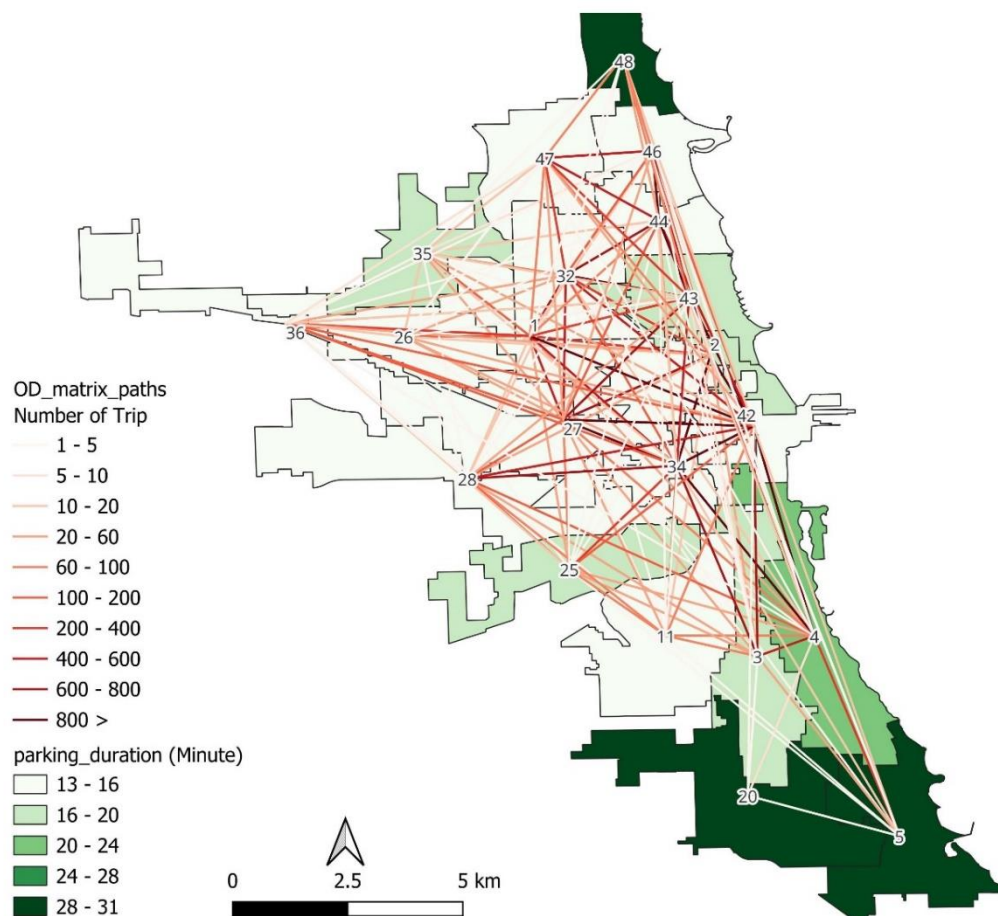 48
47
46
44
35
32
43
36
26
1
2
42
27
34
28
25
11
3
4
20
5
OD_matrix_paths
Number of Trip
1 - 5
5 - 10
10 - 20
20 - 60
60 - 100
100 - 200
200 - 400
400 - 600
600 - 800
800 >
parking_duration (Minute)
13 - 16
16 - 20
20 - 24
24 - 28
28 - 31
0 2.5 5 km